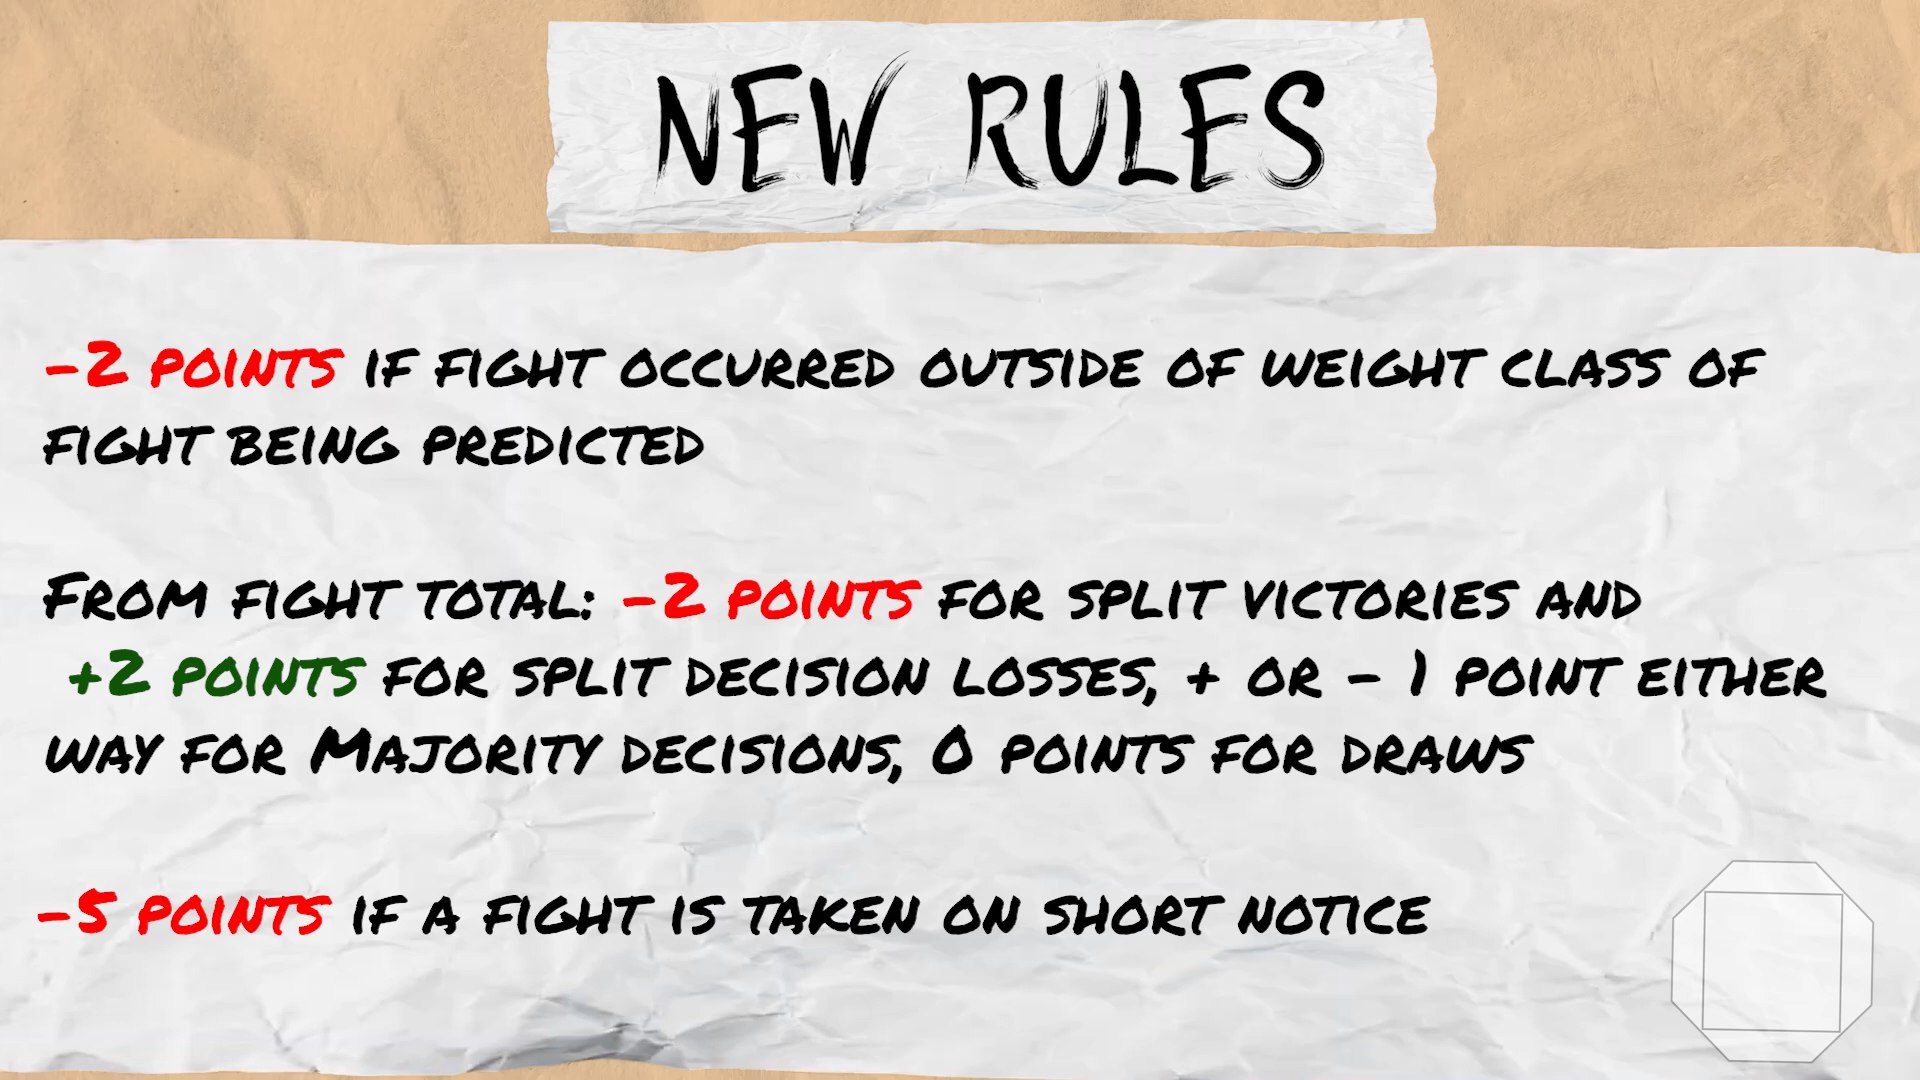 NEW RULES
-2 POINTS IF FIGHT OCCURRED OUTSIDE OF WEIGHT CLASS OF
FIGHT BEING PREDICTED
FROM FIGHT TOTAL: -2 POINTS FOR SPLIT VICTORIES AND
+2 POINTS FOR SPLIT DECISION LOSSES, + OR - 1 POINT EITHER
WAY FOR MAJORITY DECISIONS, 0 POINTS FOR DRAWS
-5 POINTS IF A FIGHT IS TAKEN ON SHORT NOTICE